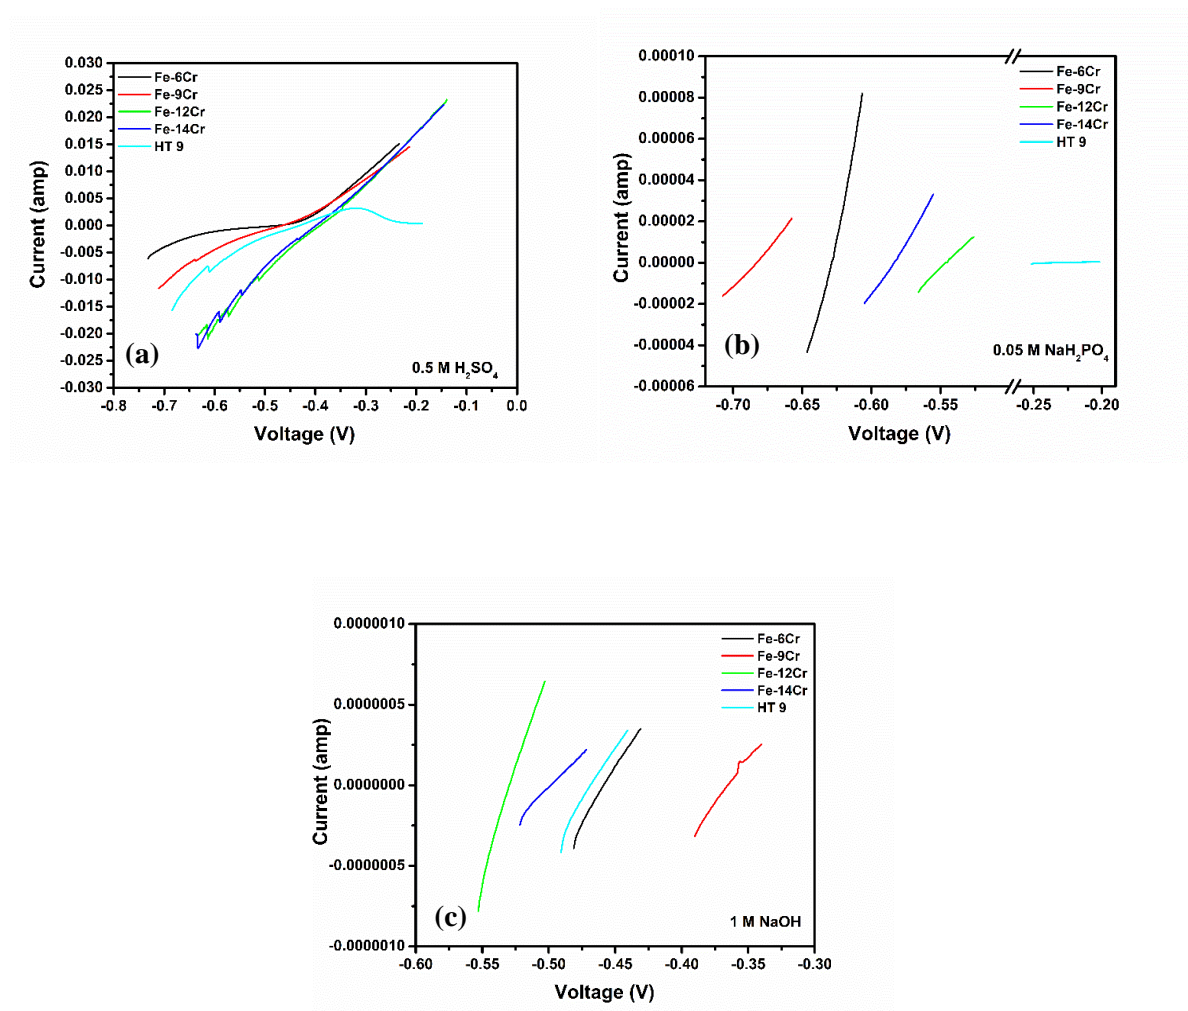 0.030
0.025
0.020
0.015
0.010
0.005
0.000
-0.005
-0.010
-0.015
-0.020
-0.025
-0.030
Current (amp)
Fe-6Cr
Fe-9Cr
Fe-12Cr
Fe-14Cr
HT 9
(a)
0.5 M H₂SO₄
-0.8 -0.7 -0.6 -0.5 -0.4 -0.3 -0.2 -0.1 0.0
Voltage (V)
0.00010
0.00008
0.00006
0.00004
0.00002
0.00000
-0.00002
-0.00004
-0.00006
Current (amp)
Fe-6Cr
Fe-9Cr
Fe-12Cr
Fe-14Cr
HT 9
(b)
0.05 M NaH₂PO₄
-0.70 -0.65 -0.60 -0.55 -0.25 -0.20
Voltage (V)
0.0000010
0.0000005
0.0000000
-0.0000005
-0.0000010
Current (amp)
Fe-6Cr
Fe-9Cr
Fe-12Cr
Fe-14Cr
HT 9
(c)
1 M NaOH
-0.60 -0.55 -0.50 -0.45 -0.40 -0.35 -0.30
Voltage (V)